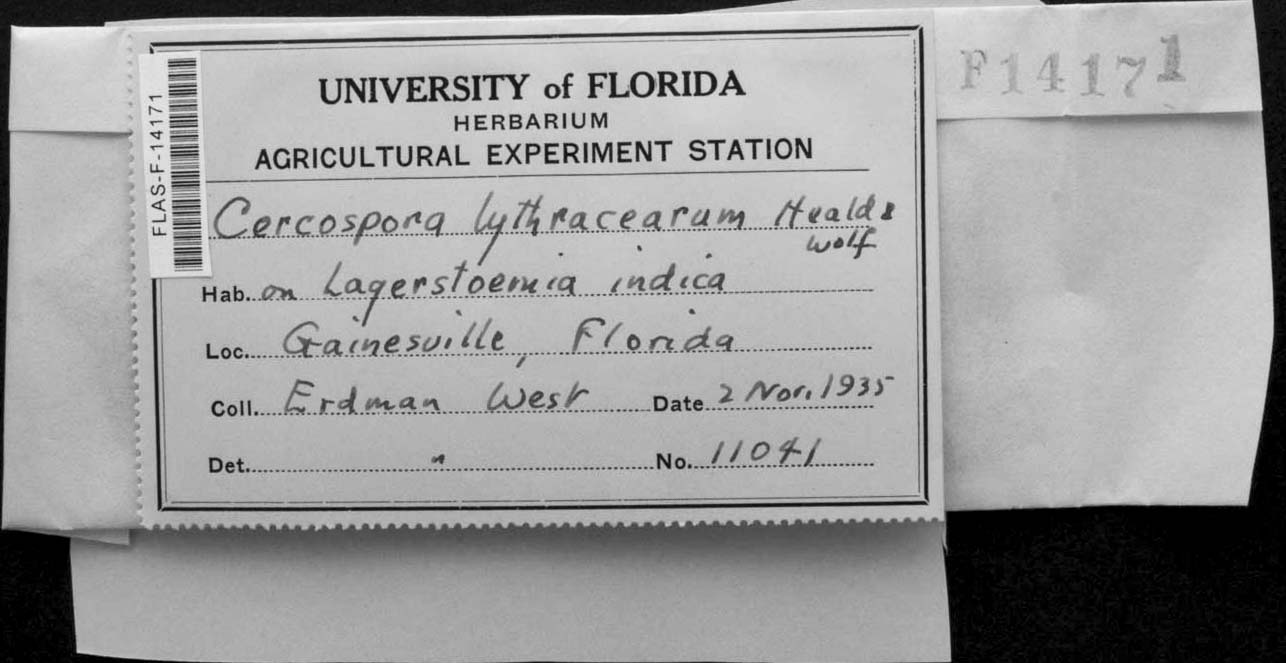 F14171
FLAS-F-14171
UNIVERSITY of FLORIDA
HERBARIUM
AGRICULTURAL EXPERIMENT STATION
Cercospora lythracearum Heald &
Wolf
Hab. on Lagerstoemia indica
Loc. Gainesville, Florida
Coll. Erdman West Date 2 Nov. 1935
Det. " No. 11041